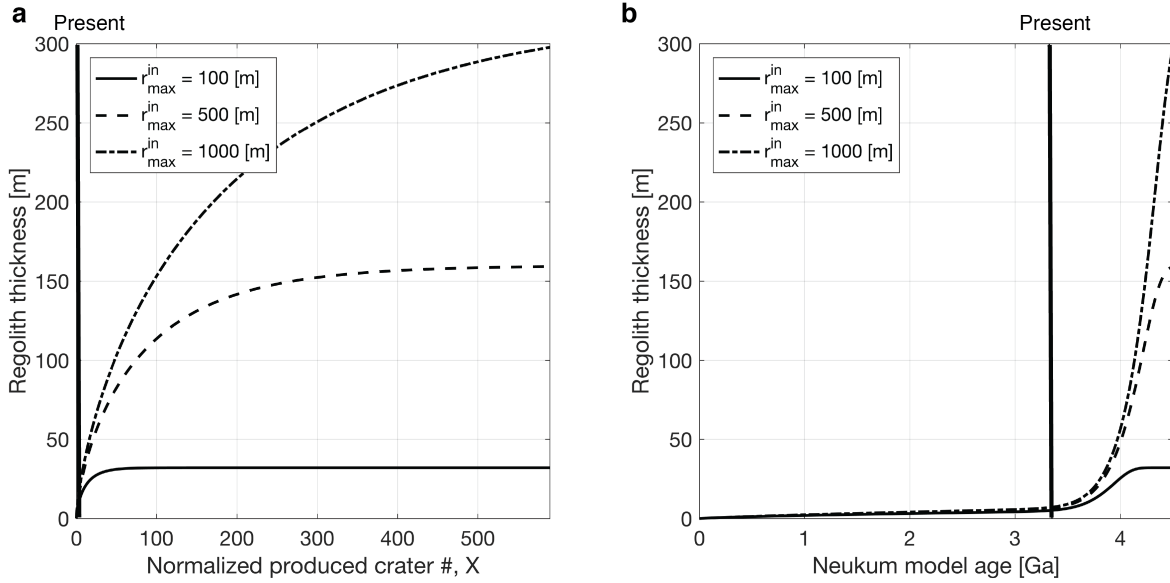 a
Present
300
250
200
150
100
50
0
Regolith thickness [m]
r^in_max = 100 [m]
r^in_max = 500 [m]
r^in_max = 1000 [m]
0 100 200 300 400 500
Normalized produced crater #, X
b
Present
300
250
200
150
100
50
0
Regolith thickness [m]
r^in_max = 100 [m]
r^in_max = 500 [m]
r^in_max = 1000 [m]
0 1 2 3 4
Neukum model age [Ga]